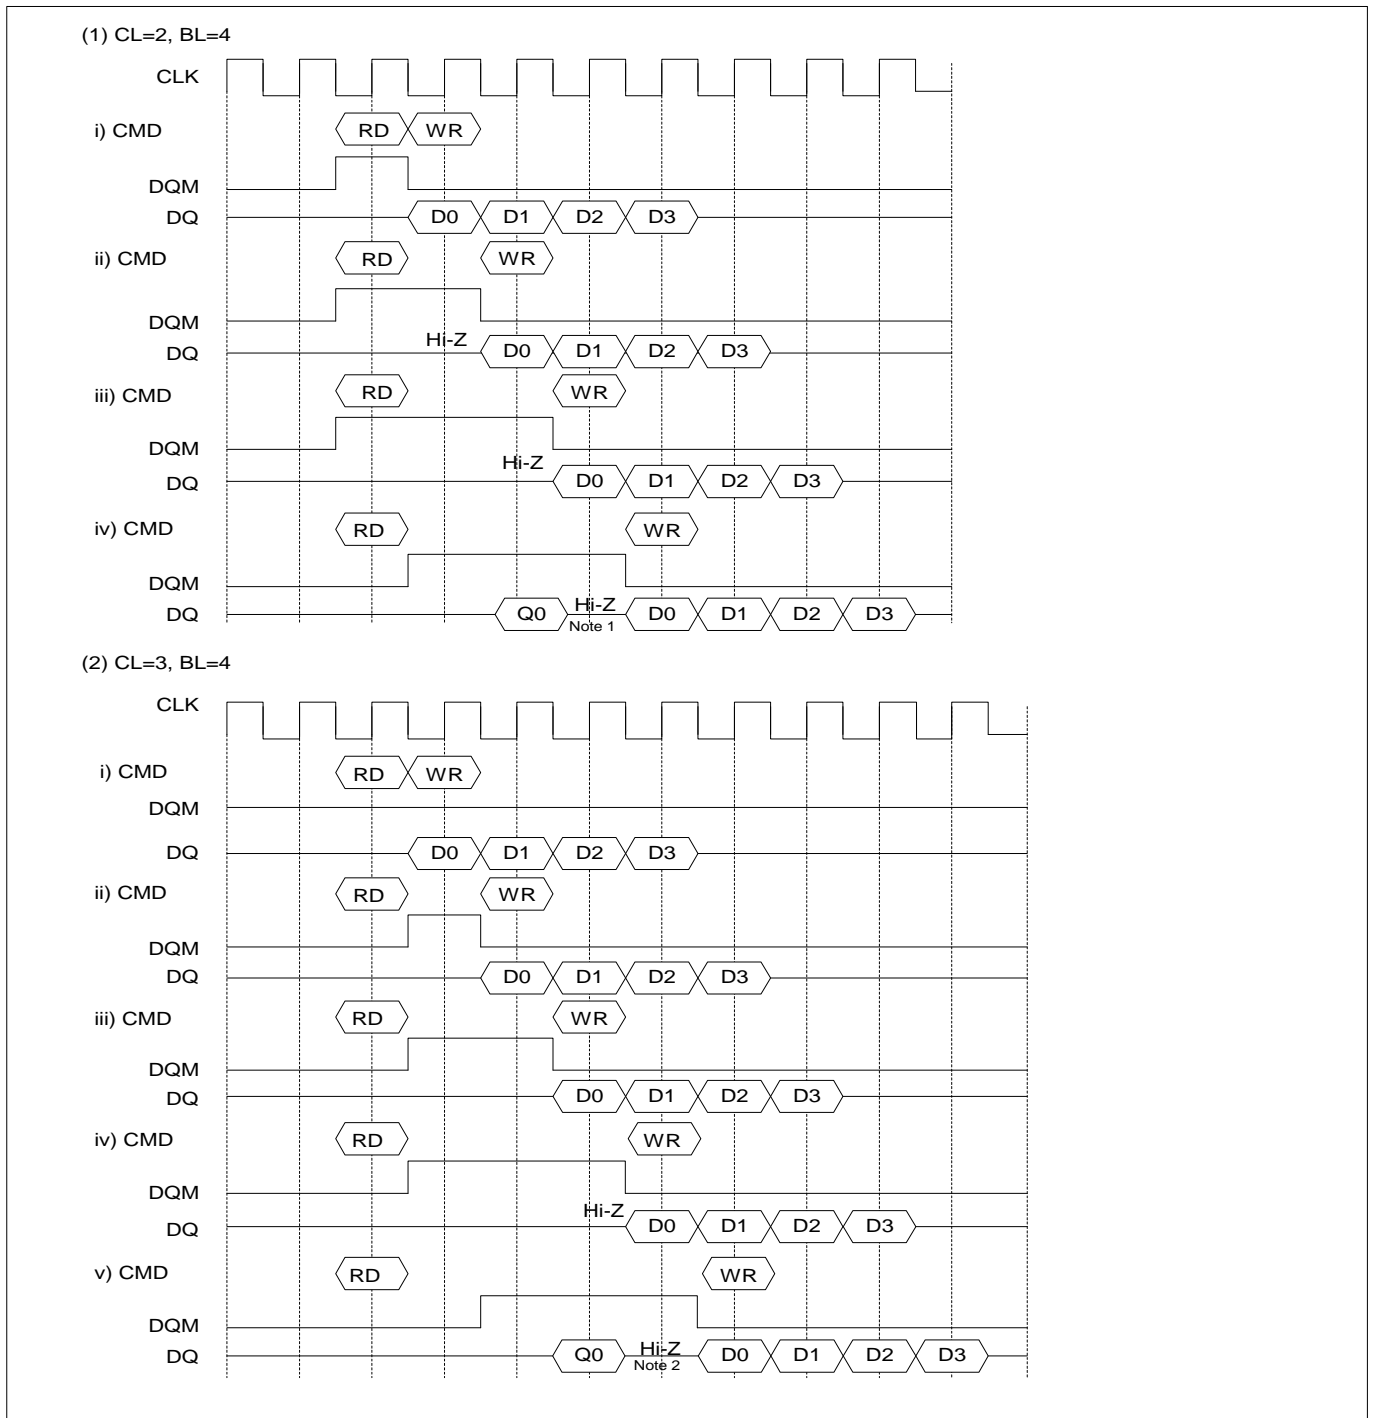 (1) CL=2, BL=4
CLK
i) CMD RD WR
DQM
DQ D0 D1 D2 D3
ii) CMD RD WR
DQM
DQ Hi-Z D0 D1 D2 D3
iii) CMD RD WR
DQM
DQ Hi-Z D0 D1 D2 D3
iv) CMD RD WR
DQM
DQ Q0 Hi-Z D0 D1 D2 D3
Note 1
(2) CL=3, BL=4
CLK
i) CMD RD WR
DQM
DQ D0 D1 D2 D3
ii) CMD RD WR
DQM
DQ D0 D1 D2 D3
iii) CMD RD WR
DQM
DQ D0 D1 D2 D3
iv) CMD RD WR
DQM
DQ Hi-Z D0 D1 D2 D3
v) CMD RD WR
DQM
DQ Q0 Hi-Z D0 D1 D2 D3
Note 2